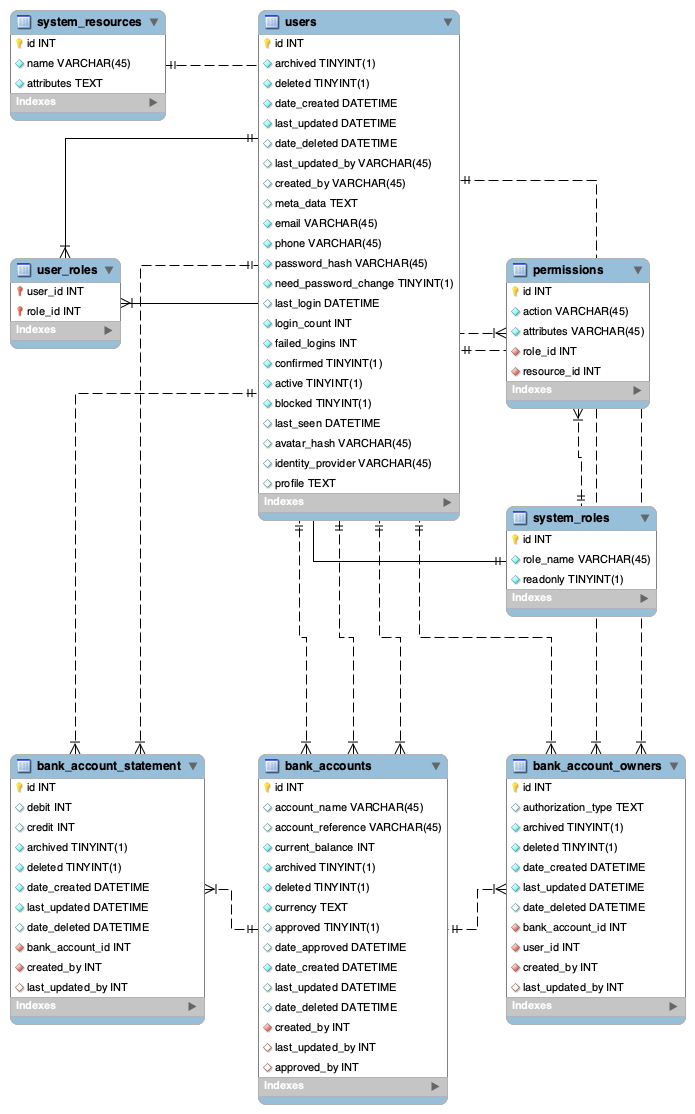 system_resources
id INT
name VARCHAR(45)
attributes TEXT
Indexes
users
id INT
archived TINYINT(1)
deleted TINYINT(1)
date_created DATETIME
last_updated DATETIME
date_deleted DATETIME
last_updated_by VARCHAR(45)
created_by VARCHAR(45)
meta_data TEXT
email VARCHAR(45)
phone VARCHAR(45)
password_hash VARCHAR(45)
need_password_change TINYINT(1)
last_login DATETIME
login_count INT
failed_logins INT
confirmed TINYINT(1)
active TINYINT(1)
blocked TINYINT(1)
last_seen DATETIME
avatar_hash VARCHAR(45)
identity_provider VARCHAR(45)
profile TEXT
Indexes
user_roles
user_id INT
role_id INT
Indexes
permissions
id INT
action VARCHAR(45)
attributes VARCHAR(45)
role_id INT
resource_id INT
Indexes
system_roles
id INT
role_name VARCHAR(45)
readonly TINYINT(1)
Indexes
bank_account_statement
id INT
debit INT
credit INT
archived TINYINT(1)
deleted TINYINT(1)
date_created DATETIME
last_updated DATETIME
date_deleted DATETIME
bank_account_id INT
created_by INT
last_updated_by INT
Indexes
bank_accounts
id INT
account_name VARCHAR(45)
account_reference VARCHAR(45)
current_balance INT
archived TINYINT(1)
deleted TINYINT(1)
currency TEXT
approved TINYINT(1)
date_approved DATETIME
date_created DATETIME
last_updated DATETIME
date_deleted DATETIME
created_by INT
last_updated_by INT
approved_by INT
Indexes
bank_account_owners
id INT
authorization_type TEXT
archived TINYINT(1)
deleted TINYINT(1)
date_created DATETIME
last_updated DATETIME
date_deleted DATETIME
bank_account_id INT
user_id INT
created_by INT
last_updated_by INT
Indexes